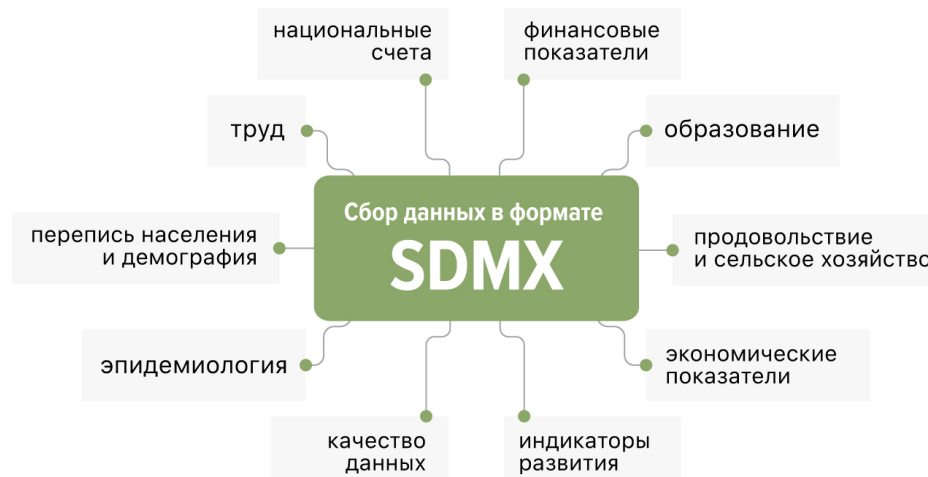 национальные
счета
финансовые
показатели
труд
образование
Сбор данных в формате
SDMX
перепись населения
и демография
продовольствие
и сельское хозяйство
эпидемиология
экономические
показатели
качество
данных
индикаторы
развития